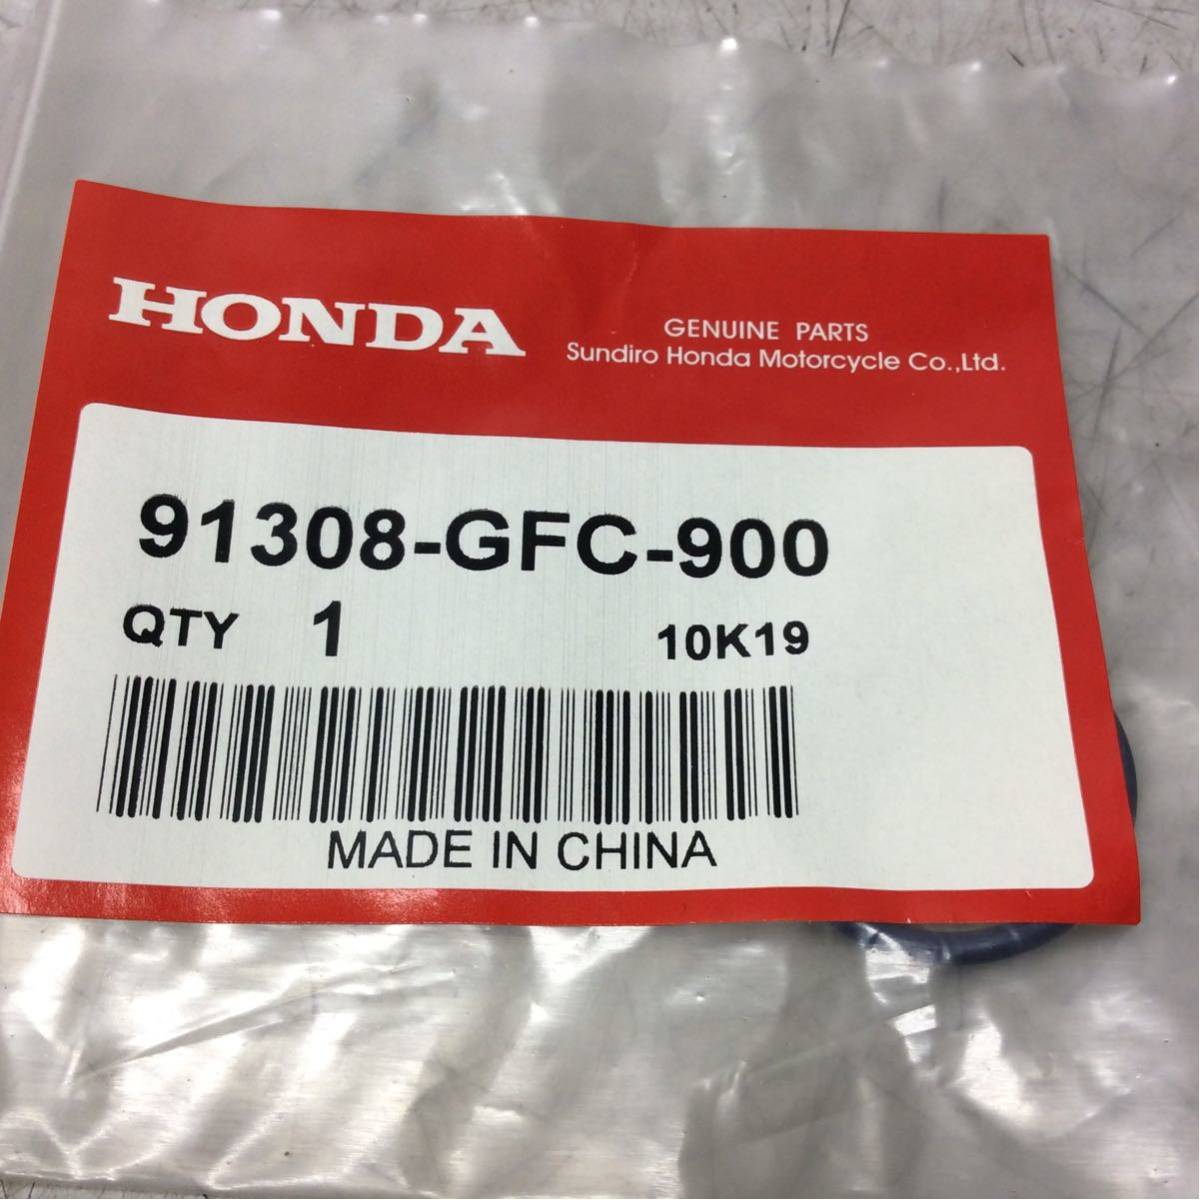 HONDA
GENUINE PARTS
Sundiro Honda Motorcycle Co.,Ltd.
91308-GFC-900
QTY 1 10K19
MADE IN CHINA